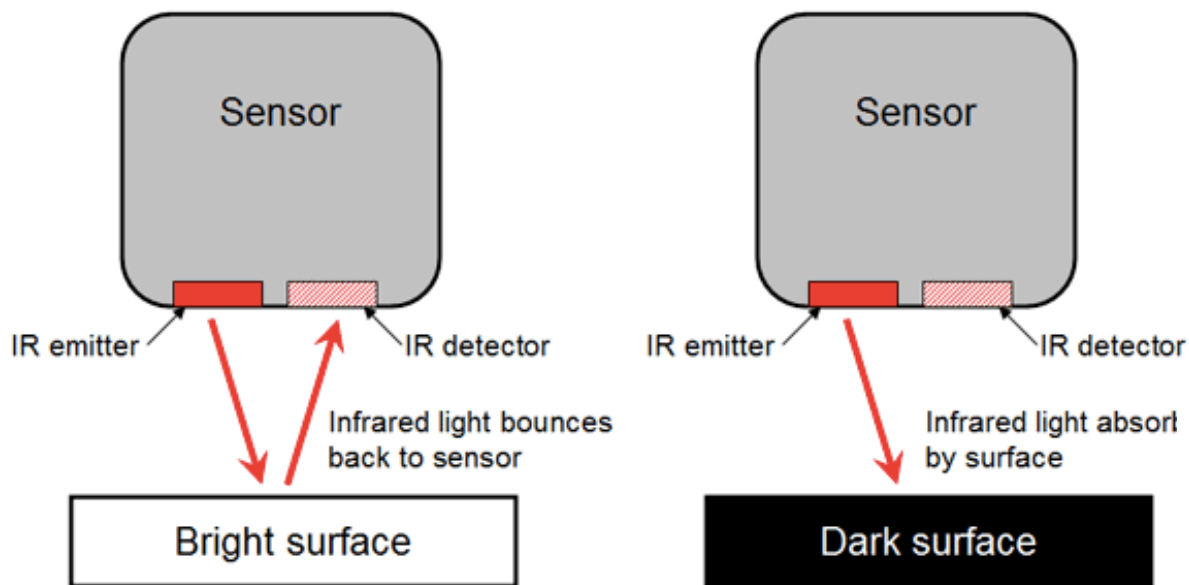 Sensor
IR emitter
IR detector
Infrared light bounces
back to sensor
Bright surface
Sensor
IR emitter
IR detector
Infrared light absorb
by surface
Dark surface